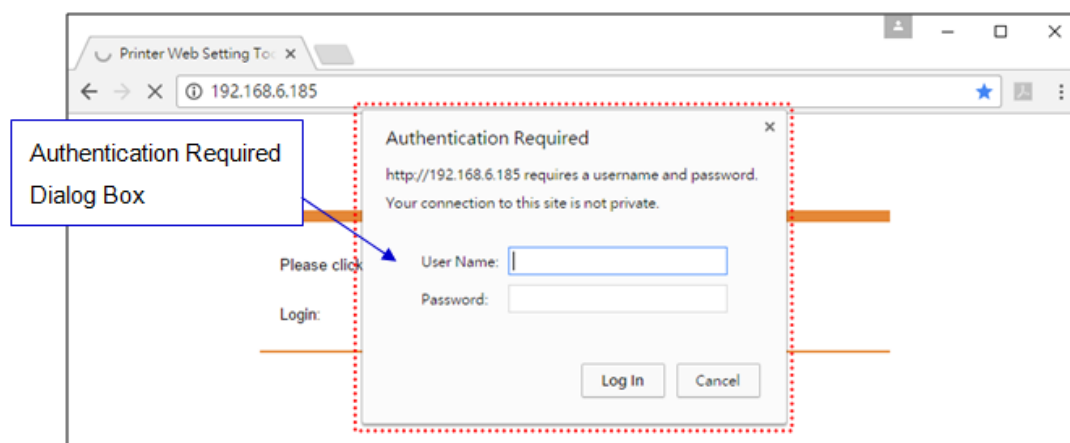 Printer Web Setting To
192.168.6.185
Authentication Required
Dialog Box
Authentication Required
http://192.168.6.185 requires a username and password.
Your connection to this site is not private.
Please click
User Name:
Password:
Login:
Log In
Cancel